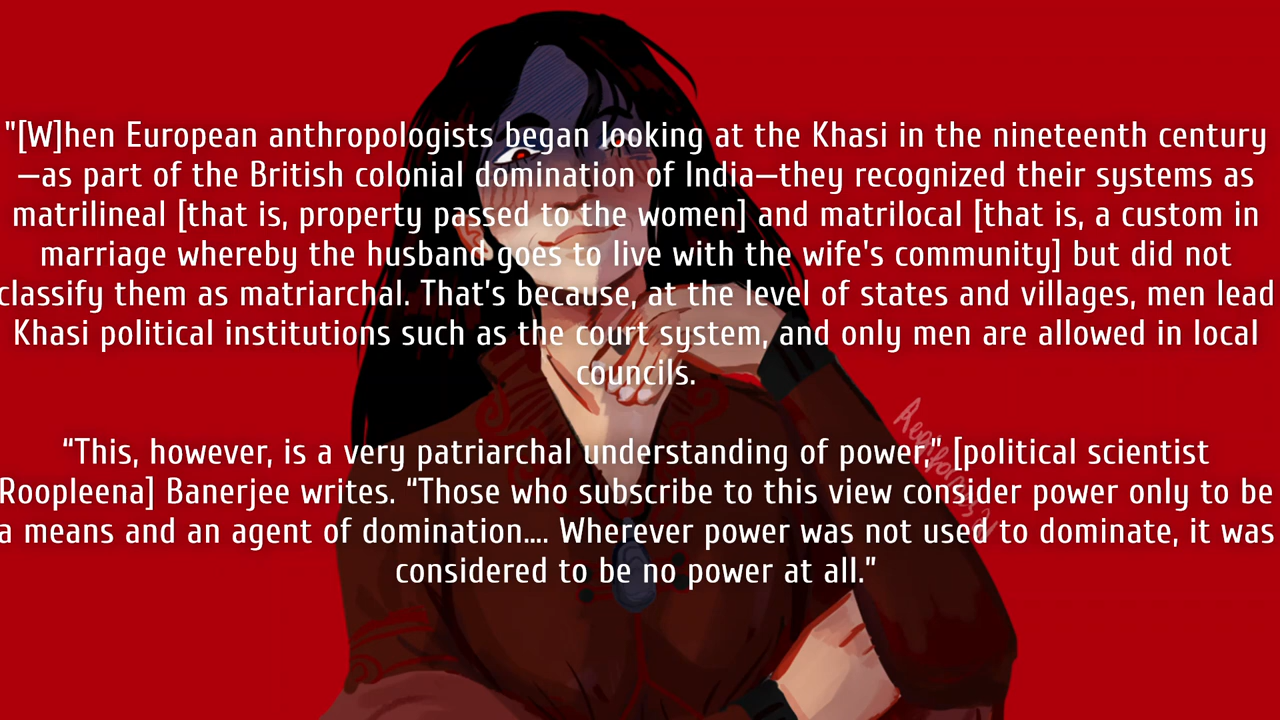 "[W]hen European anthropologists began looking at the Khasi in the nineteenth century
—as part of the British colonial domination of India—they recognized their systems as
matrilineal [that is, property passed to the women] and matrilocal [that is, a custom in
marriage whereby the husband goes to live with the wife's community] but did not
classify them as matriarchal. That’s because, at the level of states and villages, men lead
Khasi political institutions such as the court system, and only men are allowed in local
councils.
“This, however, is a very patriarchal understanding of power,” [political scientist
Roopleena] Banerjee writes. “Those who subscribe to this view consider power only to be
a means and an agent of domination.... Wherever power was not used to dominate, it was
considered to be no power at all.”